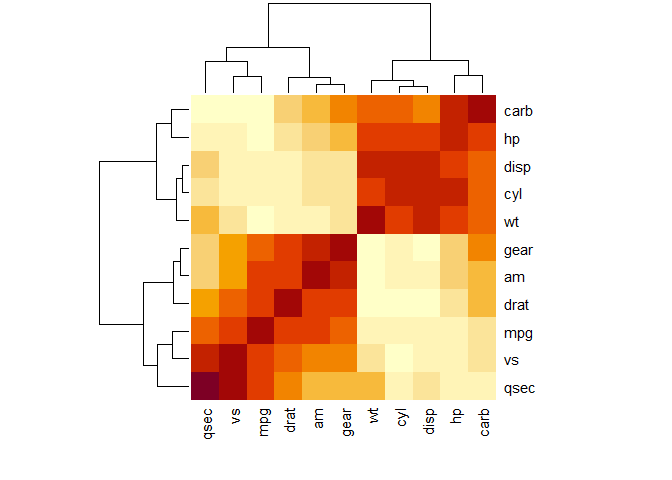 carb
hp
disp
cyl
wt
gear
am
drat
mpg
vs
qsec
qsec vs mpg drat am gear wt cyl disp hp carb